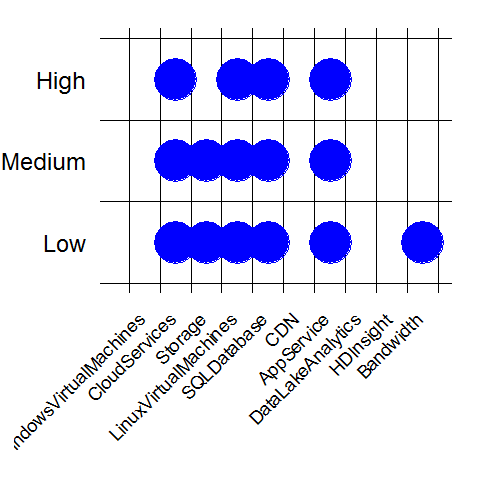 High
Medium
Low
ndowsVirtualMachines
CloudServices
Storage
LinuxVirtualMachines
SQLDatabase
CDN
AppService
DataLakeAnalytics
HDInsight
Bandwidth